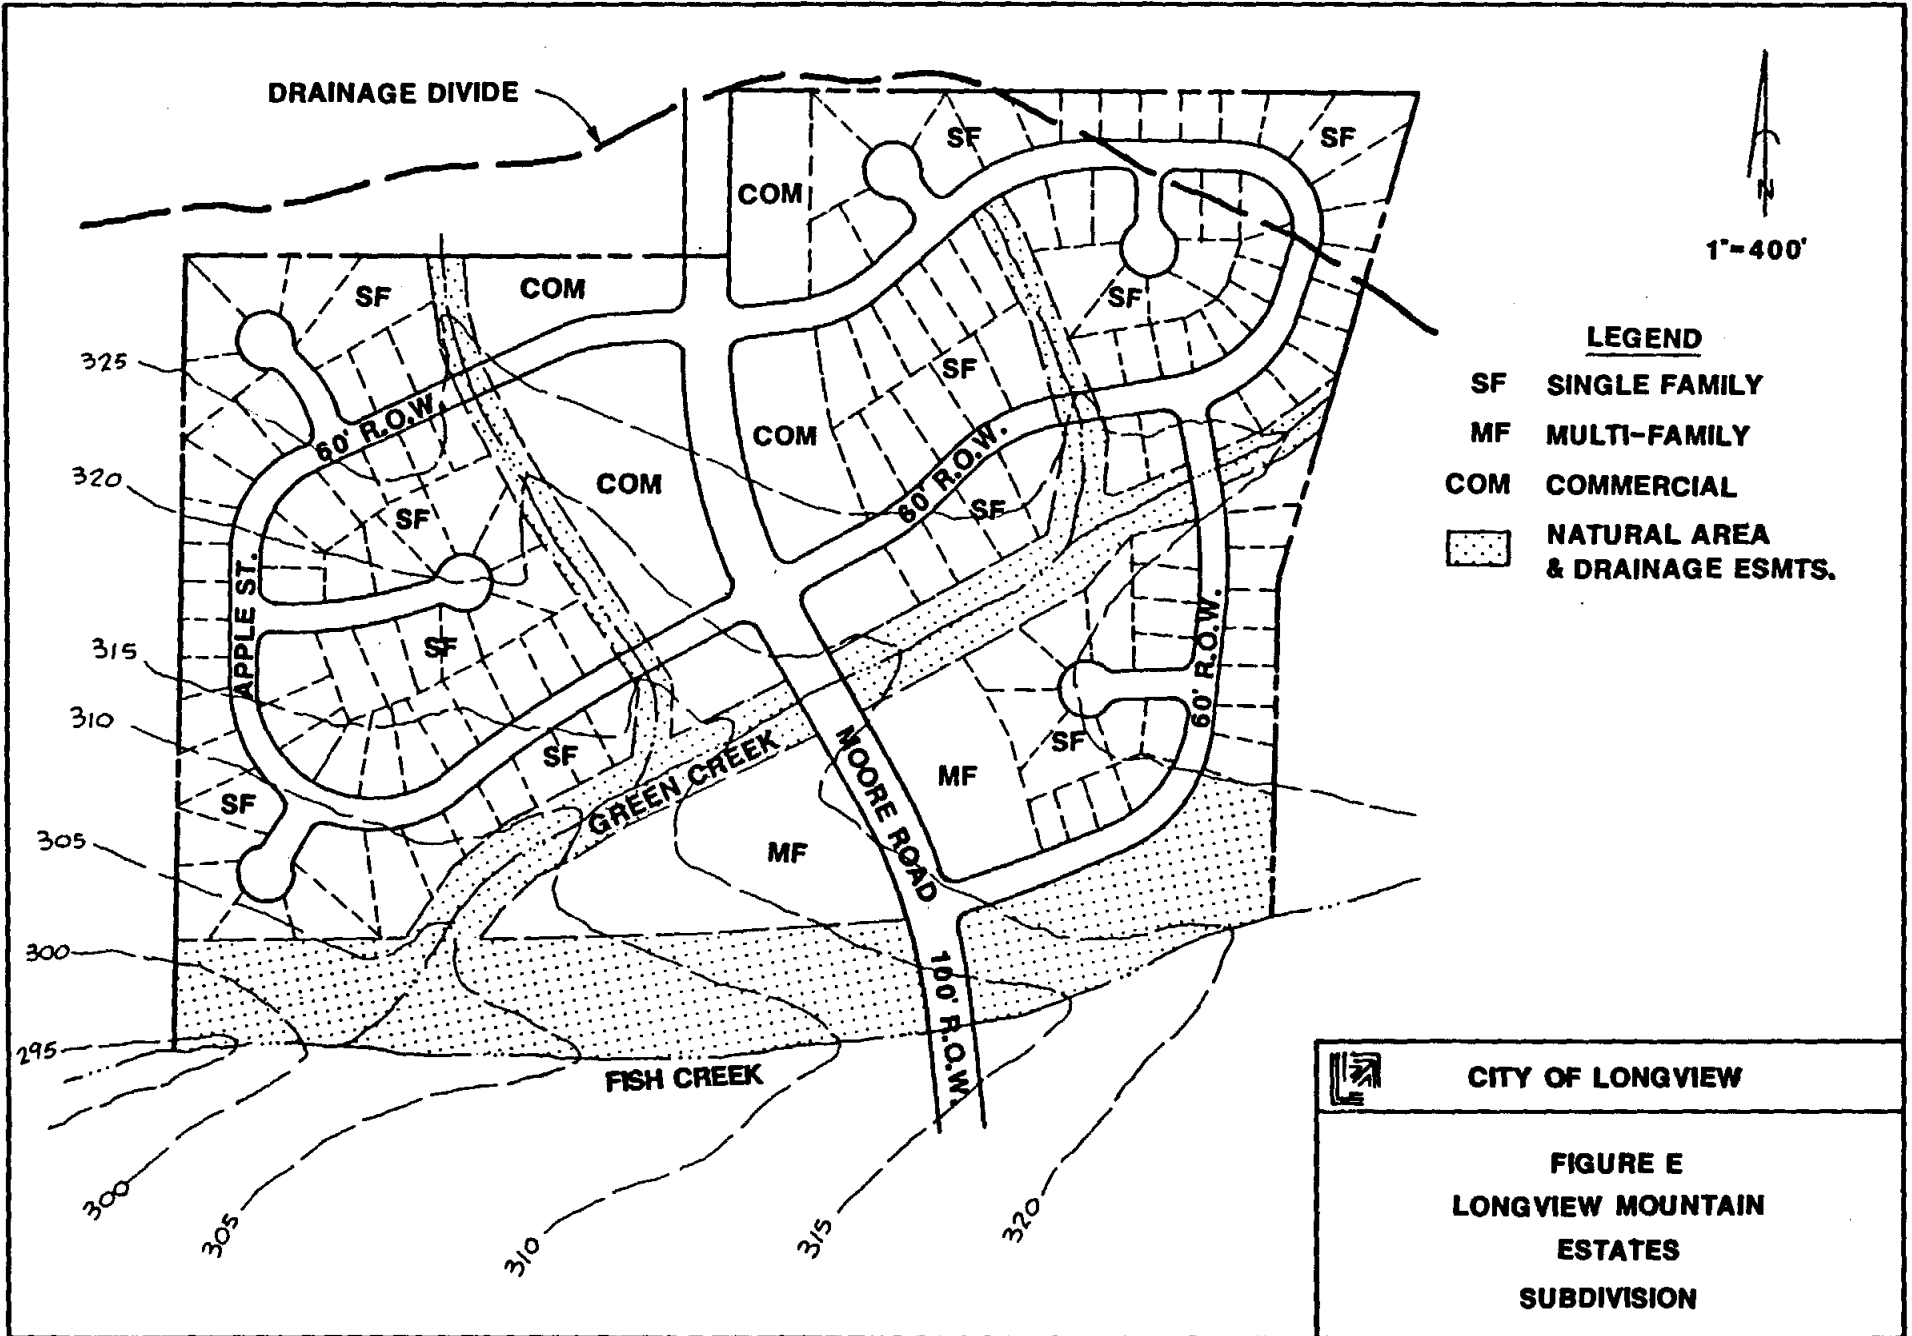 DRAINAGE DIVIDE
SF
SF
COM
N
1"=400'
SF
COM
SF
325
SF
60' R.O.W.
COM
320
COM
60' R.O.W.
SF
SF
APPLE ST.
315
SF
60' R.O.W.
310
SF
SF
MOORE ROAD
MF
GREEN CREEK
SF
305
MF
300
100' R.O.W.
295
FISH CREEK
300
305
310
315
320
LEGEND
SF SINGLE FAMILY
MF MULTI-FAMILY
COM COMMERCIAL
NATURAL AREA
& DRAINAGE ESMTS.
CITY OF LONGVIEW
FIGURE E
LONGVIEW MOUNTAIN
ESTATES
SUBDIVISION